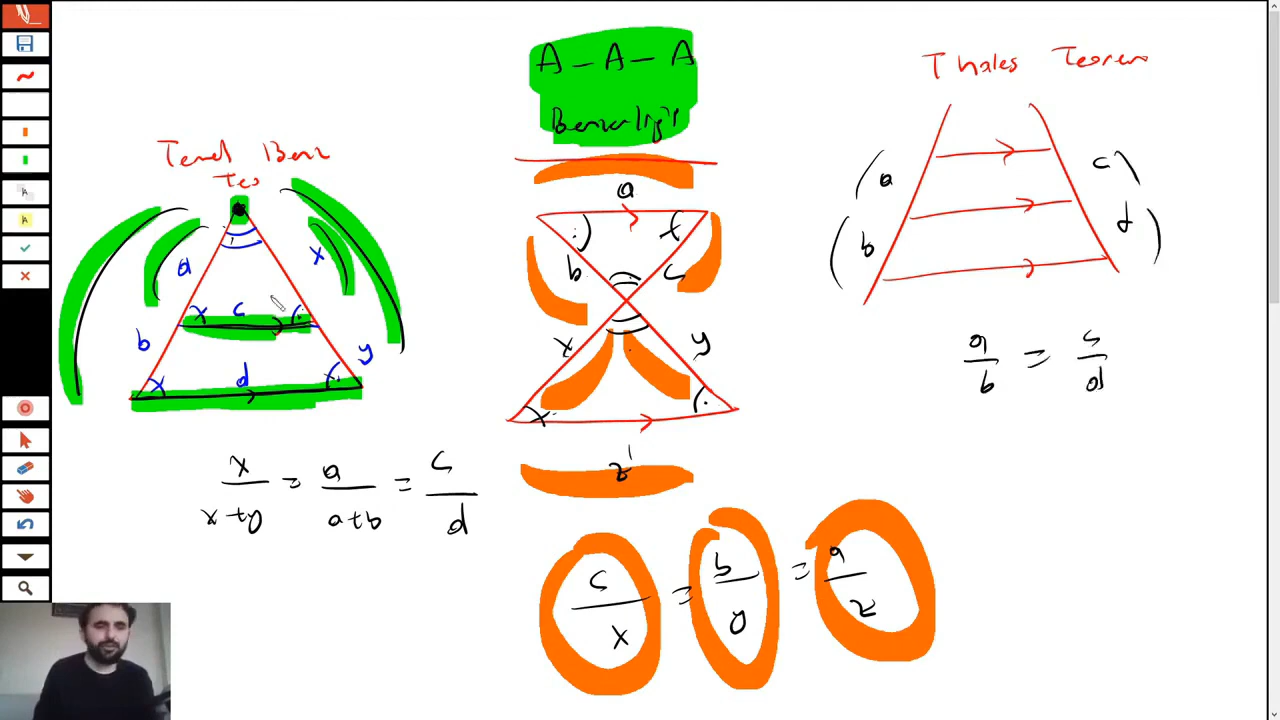 A - A - A
Benzerliği
Thales Teorem
Temel Benz
Teo
a
x
c
b
y
d
x x
a
b c
x y
x
z
a c
b d
a/b = c/d
x/(x+y) = a/(a+b) = c/d
c/x = b/y = a/z